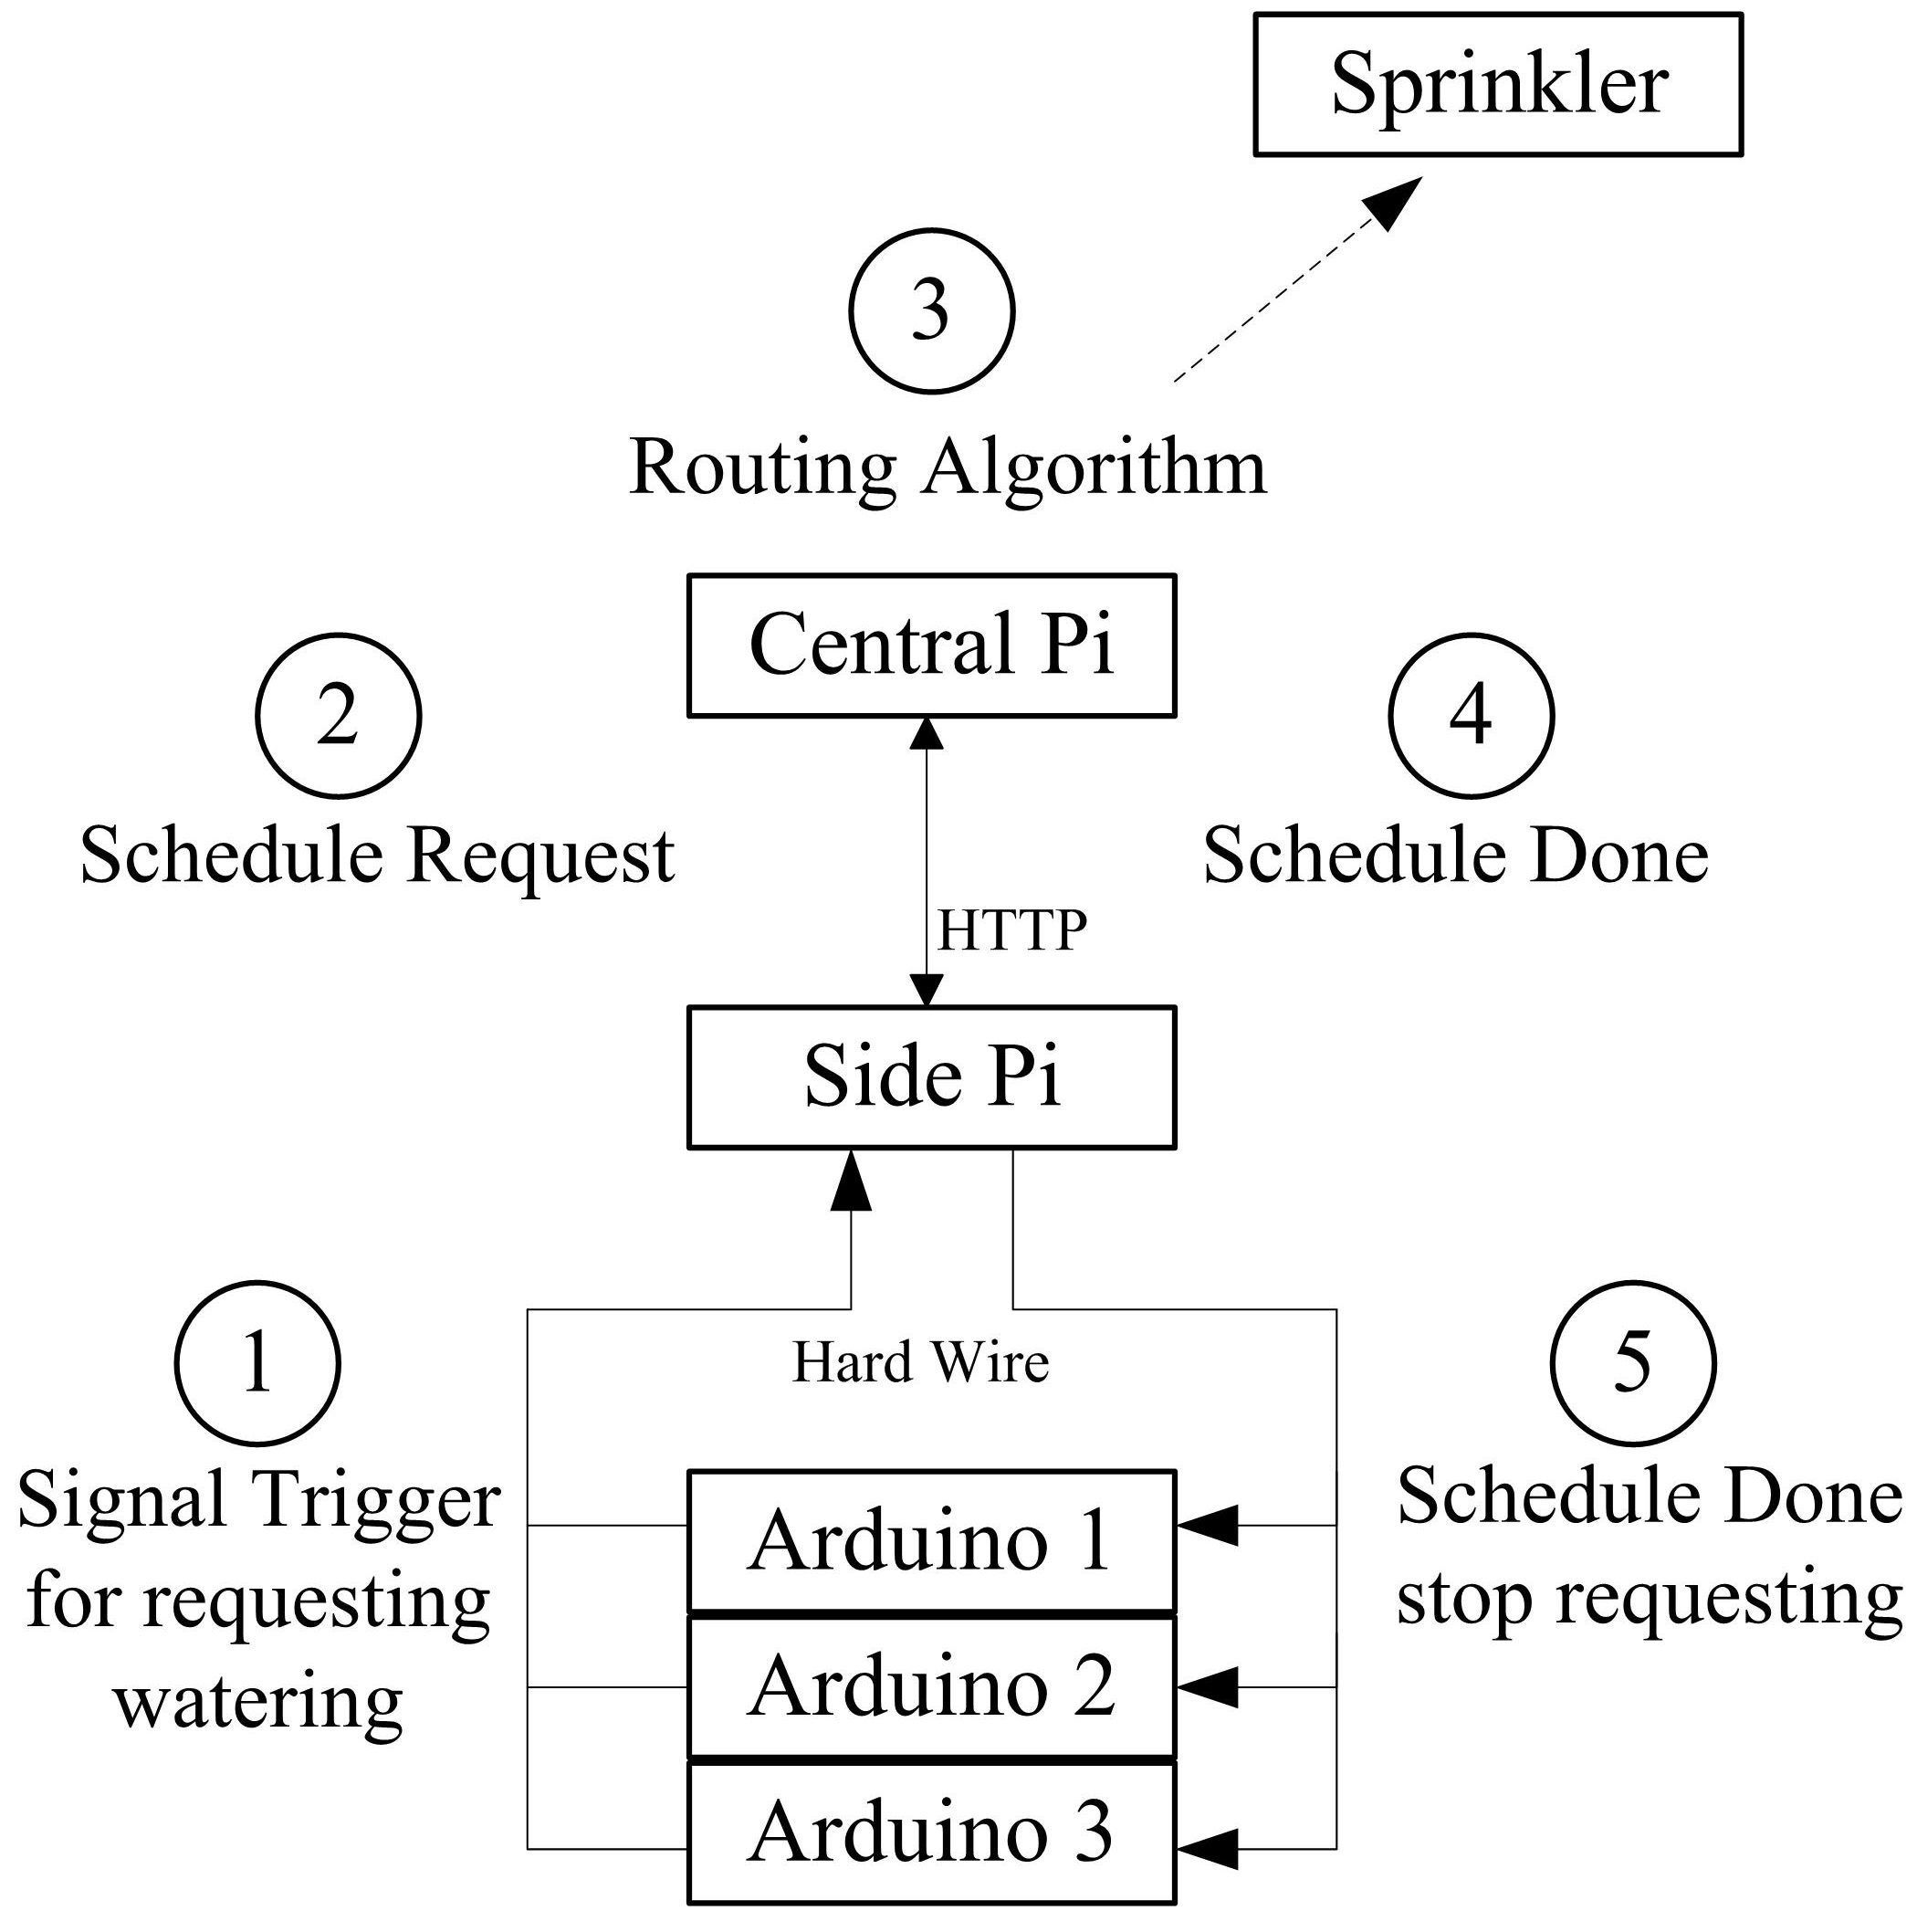 Sprinkler
3
Routing Algorithm
Central Pi
2
Schedule Request
4
Schedule Done
HTTP
Side Pi
Hard Wire
1
Signal Trigger
for requesting
watering
5
Schedule Done
stop requesting
Arduino 1
Arduino 2
Arduino 3